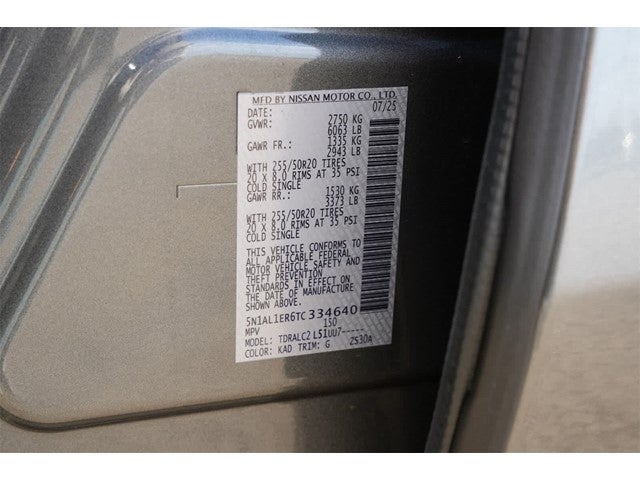 MFD BY NISSAN MOTOR CO., LTD.
DATE: 07/25
GVWR: 2750 KG
6063 LB
GAWR FR.: 1335 KG
2943 LB
WITH 255/50R20 TIRES
20 X 8.0 RIMS AT 35 PSI
COLD SINGLE
GAWR RR.: 1530 KG
3373 LB
WITH 255/50R20 TIRES
20 X 8.0 RIMS AT 35 PSI
COLD SINGLE
THIS VEHICLE CONFORMS TO
ALL APPLICABLE FEDERAL
MOTOR VEHICLE SAFETY AND
THEFT PREVENTION
STANDARDS IN EFFECT ON
THE DATE OF MANUFACTURE
SHOWN ABOVE.
5N1AL1ER6TC334640
MPV 150
MODEL: TDRALC2 L51UU7-----
COLOR: KAD TRIM: G 2S30A